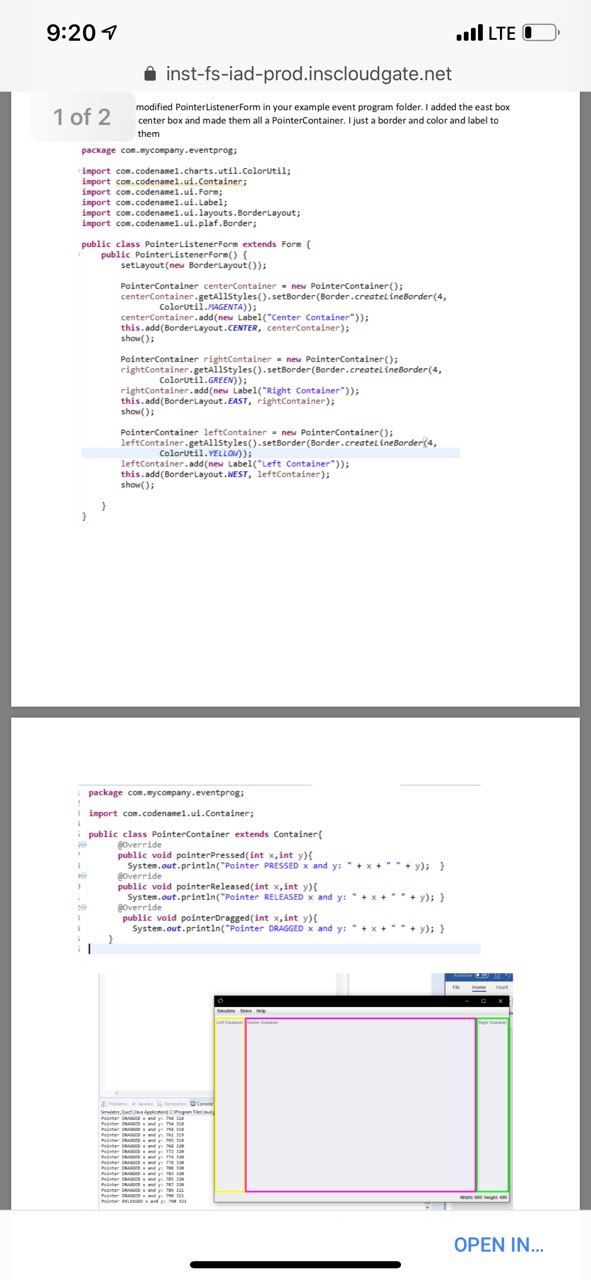 9:20
LTE
inst-fs-iad-prod.inscloudgate.net
1 of 2
modified PointerListenerForm in your example event program folder. I added the east box
center box and made them all a PointerContainer. I just a border and color and label to
them
package com.mycompany.eventprog;
import com.codename1.charts.util.ColorUtil;
import com.codename1.ui.Container;
import com.codename1.ui.Form;
import com.codename1.ui.Label;
import com.codename1.ui.layouts.BorderLayout;
import com.codename1.ui.plaf.Border;
public class PointerListenerForm extends Form {
public PointerListenerForm() {
setLayout(new BorderLayout());
PointerContainer centerContainer = new PointerContainer();
centerContainer.getAllStyles().setBorder(Border.createLineBorder(4,
ColorUtil.MAGENTA));
centerContainer.add(new Label("Center Container"));
this.add(BorderLayout.CENTER, centerContainer);
show();
PointerContainer rightContainer = new PointerContainer();
rightContainer.getAllStyles().setBorder(Border.createLineBorder(4,
ColorUtil.GREEN));
rightContainer.add(new Label("Right Container"));
this.add(BorderLayout.EAST, rightContainer);
show();
PointerContainer leftContainer = new PointerContainer();
leftContainer.getAllStyles().setBorder(Border.createLineBorder(4,
ColorUtil.YELLOW));
leftContainer.add(new Label("Left Container"));
this.add(BorderLayout.WEST, leftContainer);
show();
}
}
package com.mycompany.eventprog;
import com.codename1.ui.Container;
public class PointerContainer extends Container{
@Override
public void pointerPressed(int x,int y){
System.out.println("Pointer PRESSED x and y: " + x + " " + y); }
@Override
public void pointerReleased(int x,int y){
System.out.println("Pointer RELEASED x and y: " + x + " " + y); }
@Override
public void pointerDragged(int x,int y){
System.out.println("Pointer DRAGGED x and y: " + x + " " + y); }
}
File Home Insert
Simulate Skins Help
Left Container Center Container Right Container
Problems Javadoc Declaration Console
Pointer DRAGGED x and y: 750 318
Pointer DRAGGED x and y: 754 318
Pointer DRAGGED x and y: 758 318
Pointer DRAGGED x and y: 761 319
Pointer DRAGGED x and y: 765 319
Pointer DRAGGED x and y: 768 320
Pointer DRAGGED x and y: 772 320
Pointer DRAGGED x and y: 774 320
Pointer DRAGGED x and y: 778 320
Pointer DRAGGED x and y: 780 320
Pointer DRAGGED x and y: 783 320
Pointer DRAGGED x and y: 785 320
Pointer DRAGGED x and y: 787 320
Pointer DRAGGED x and y: 789 321
Pointer DRAGGED x and y: 790 321
Pointer RELEASED x and y: 790 321
OPEN IN...